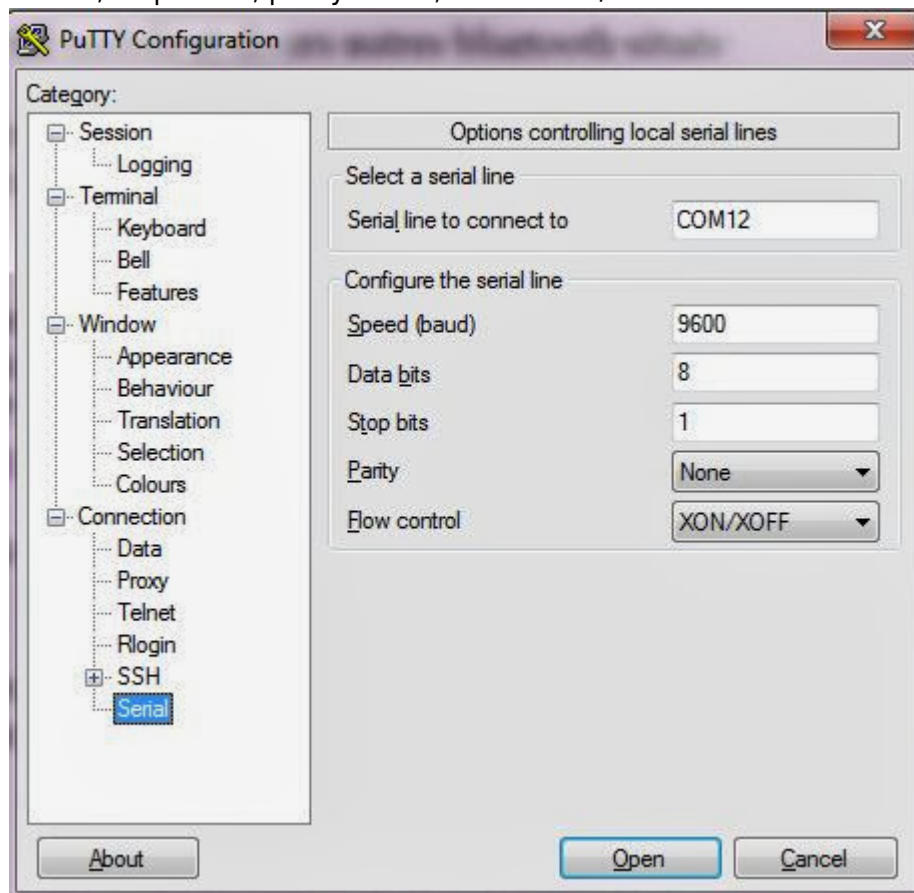 PuTTY Configuration
Category:
Session
Logging
Terminal
Keyboard
Bell
Features
Window
Appearance
Behaviour
Translation
Selection
Colours
Connection
Data
Proxy
Telnet
Rlogin
SSH
Serial
Options controlling local serial lines
Select a serial line
Serial line to connect to COM12
Configure the serial line
Speed (baud) 9600
Data bits 8
Stop bits 1
Parity None
Flow control XON/XOFF
About Open Cancel